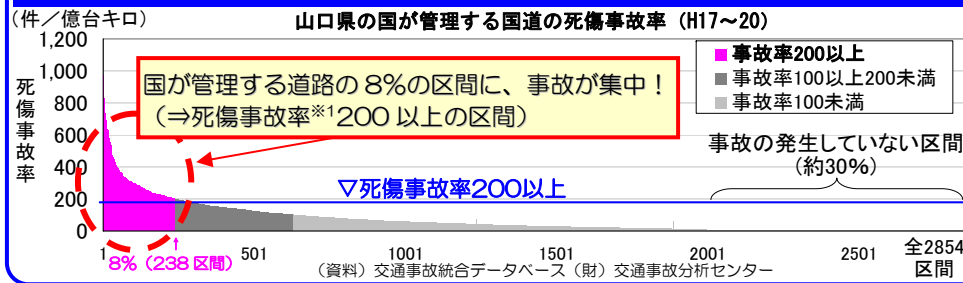 (件／億台キロ)
山口県の国が管理する国道の死傷事故率（H17～20）
1,200
1,000
800
600
400
200
0
死傷事故率
事故率200以上
事故率100以上200未満
事故率100未満
国が管理する道路の8%の区間に、事故が集中！
（⇒死傷事故率※1200以上の区間）
事故の発生していない区間
(約30%)
▽死傷事故率200以上
1
501
1001
1501
2001
2501
全2854
区間
8%（238区間）
（資料）交通事故統合データベース（財）交通事故分析センター